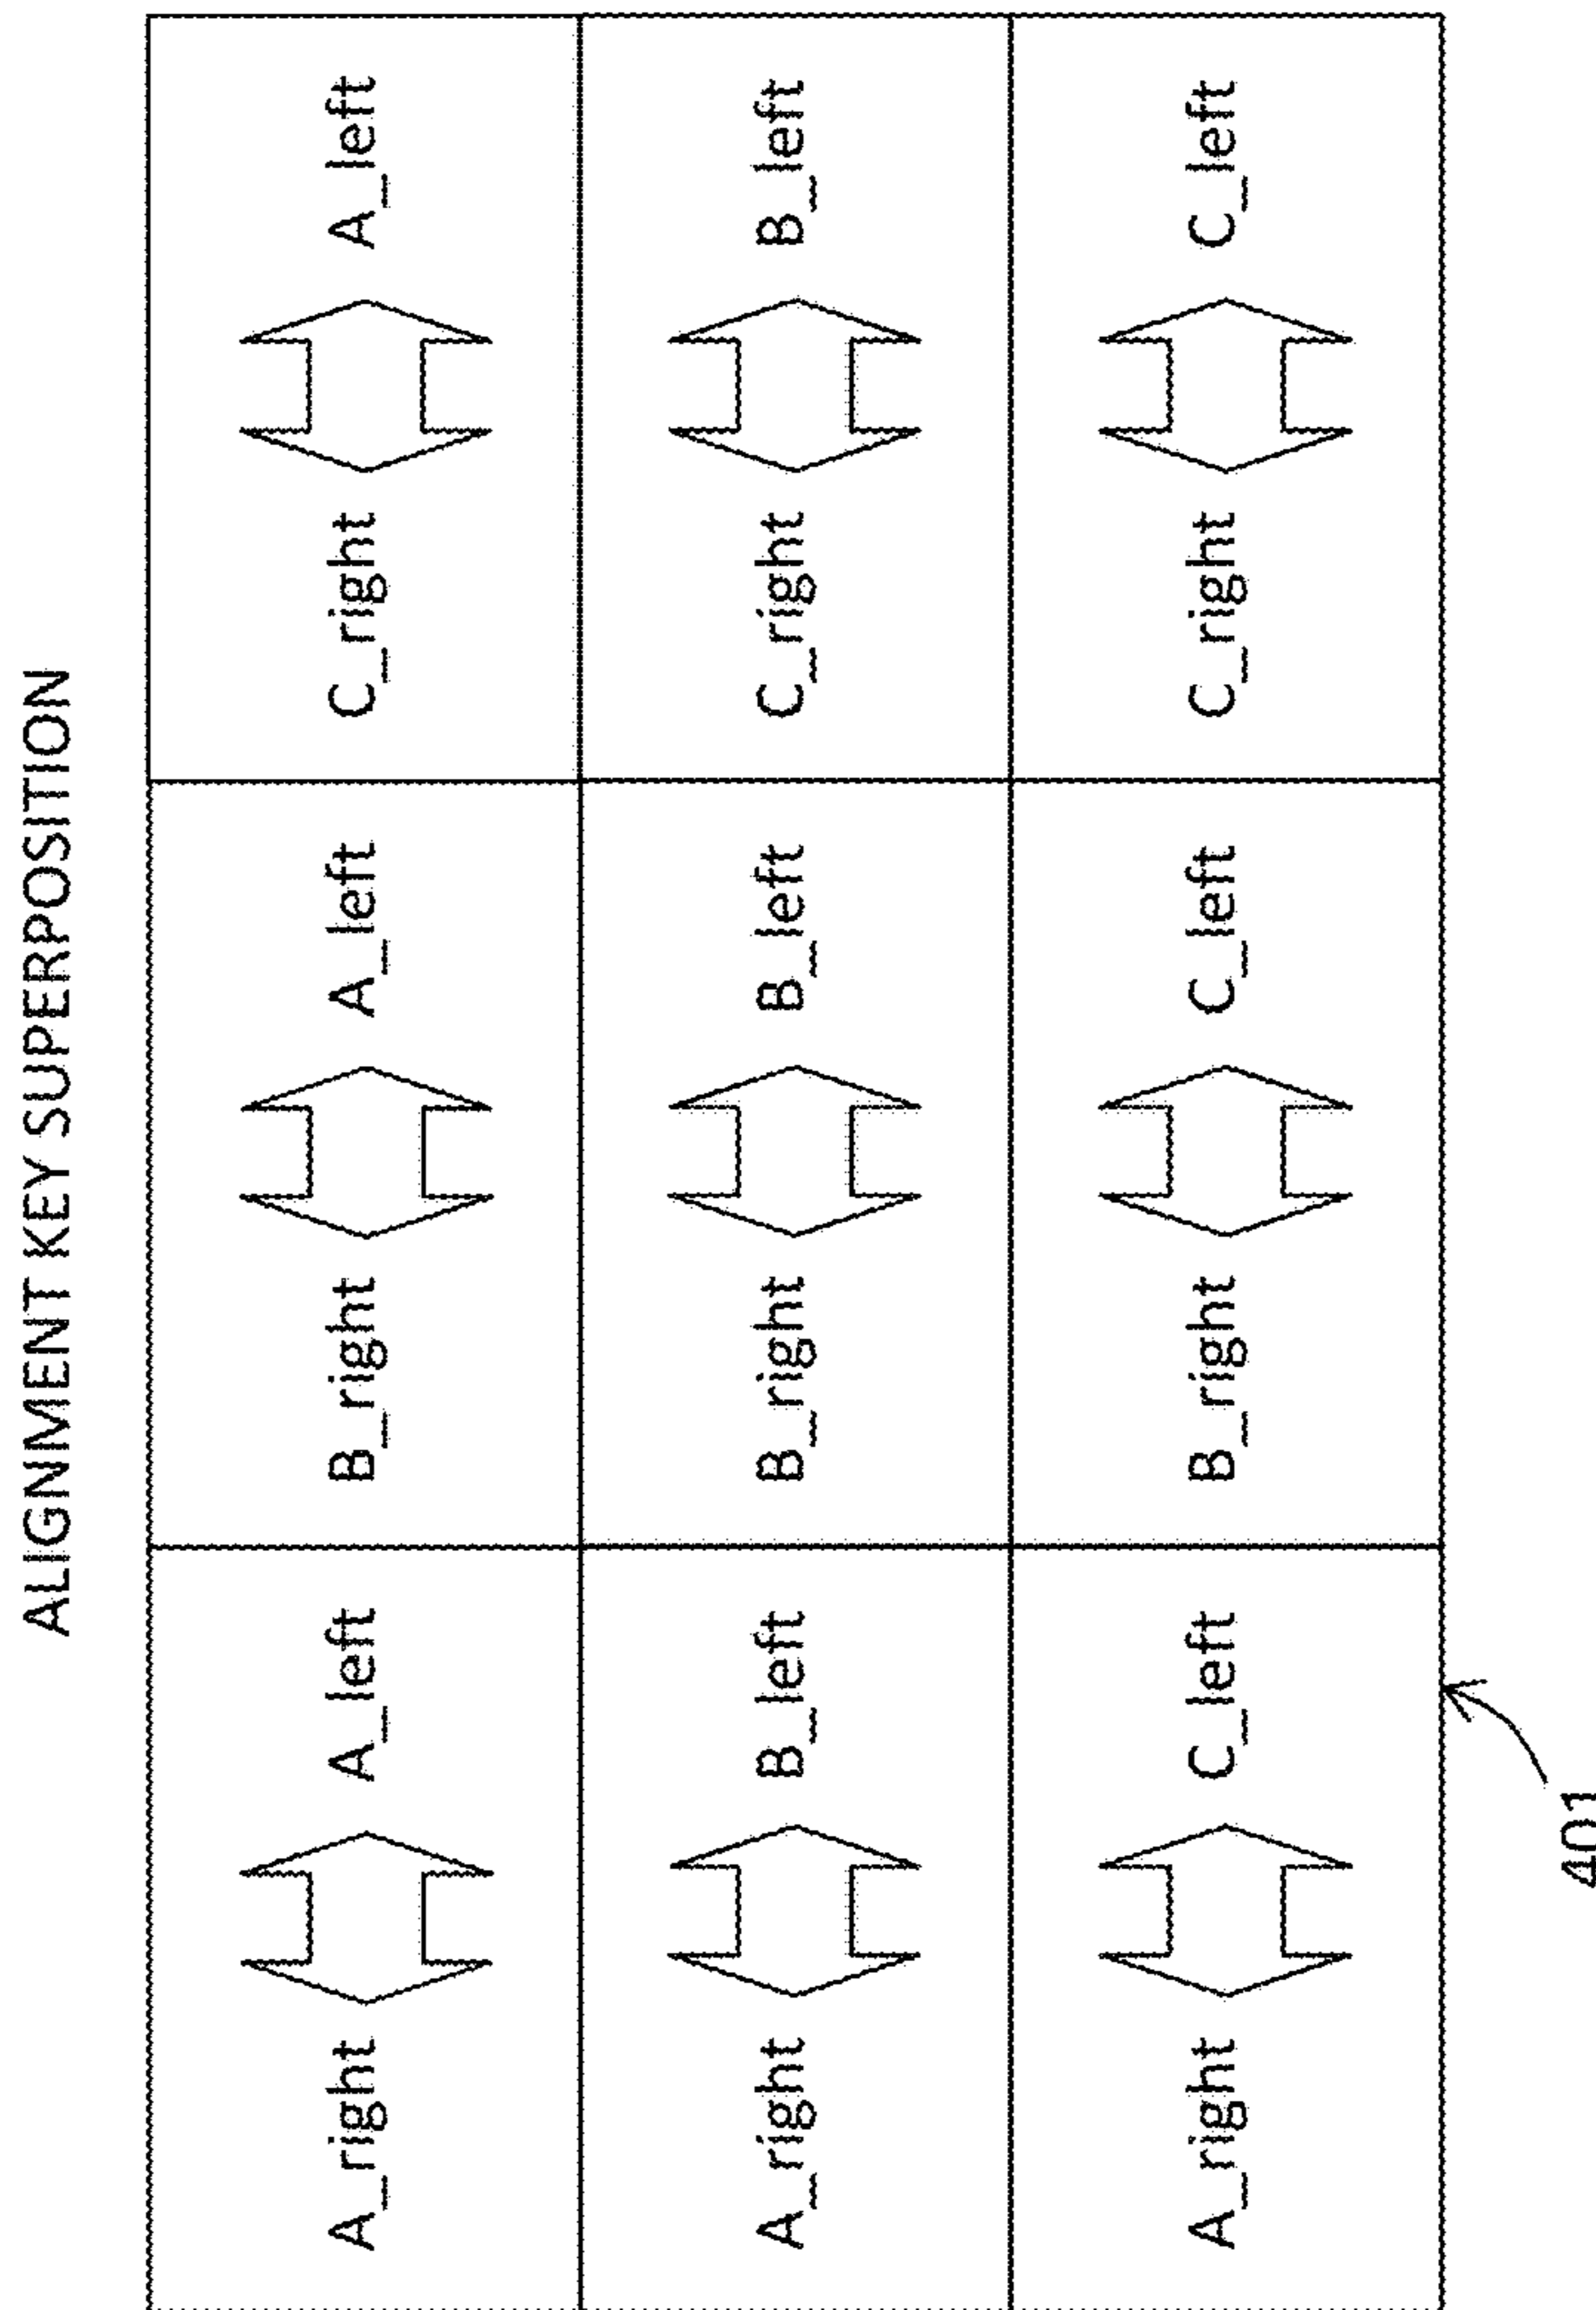 ALIGNMENT KEY SUPERPOSITION
A_right A_left B_right A_left C_right A_left
A_right B_left B_right B_left C_right B_left
A_right C_left B_right C_left C_right C_left
401